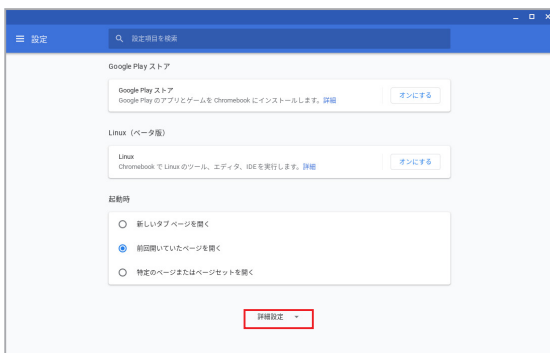 設定
設定項目を検索
Google Play ストア
Google Play ストア
Google Play のアプリとゲームを Chromebook にインストールします。詳細
オンにする
Linux（ベータ版）
Linux
Chromebook で Linux のツール、エディタ、IDE を実行します。詳細
オンにする
起動時
新しいタブ ページを開く
前回開いていたページを開く
特定のページまたはページセットを開く
詳細設定